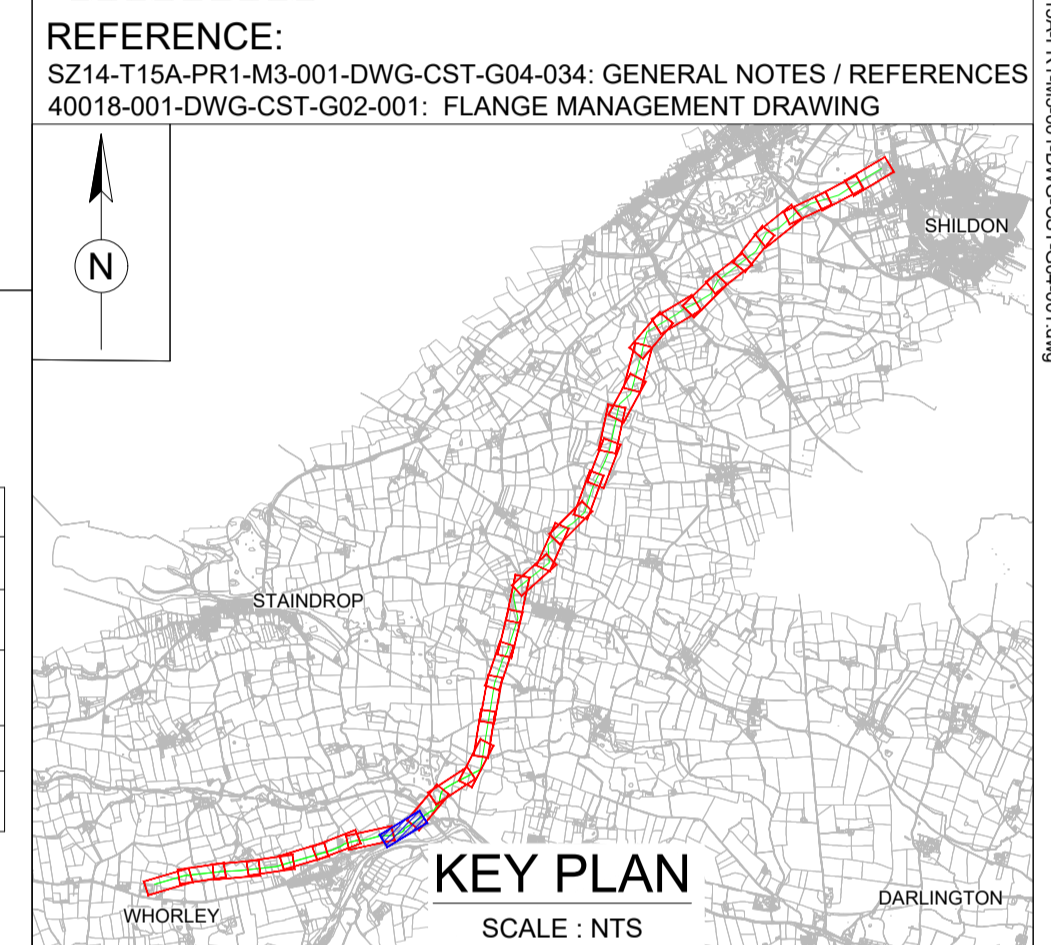 REFERENCE:
SZ14-T15A-PR1-M3-001-DWG-CST-G04-034: GENERAL NOTES / REFERENCES
40018-001-DWG-CST-G02-001: FLANGE MANAGEMENT DRAWING
N
SHILDON
STAINDROP
KEY PLAN
WHORLEY
DARLINGTON
SCALE : NTS